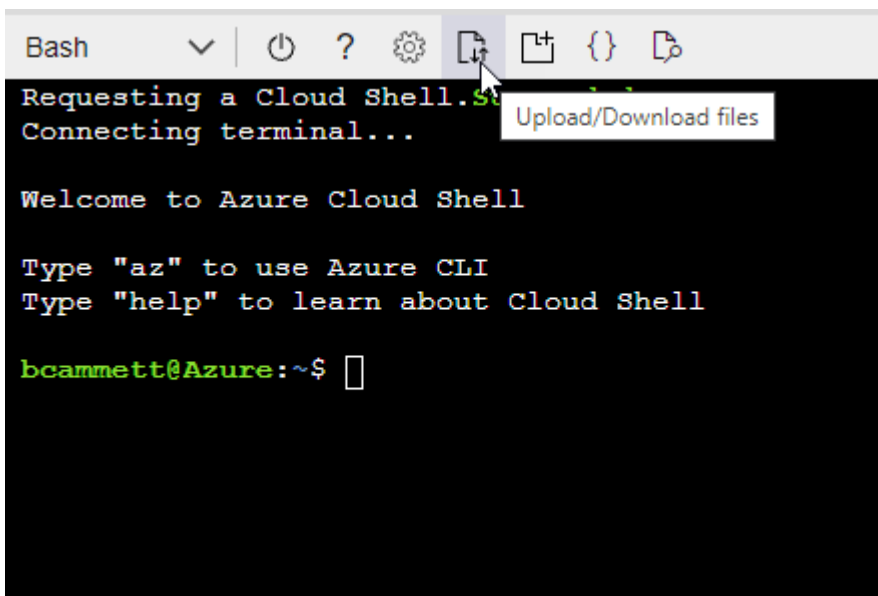 Bash
? {}
Requesting a Cloud Shell.
Upload/Download files
Connecting terminal...
Welcome to Azure Cloud Shell
Type "az" to use Azure CLI
Type "help" to learn about Cloud Shell
bcammett@Azure:~$